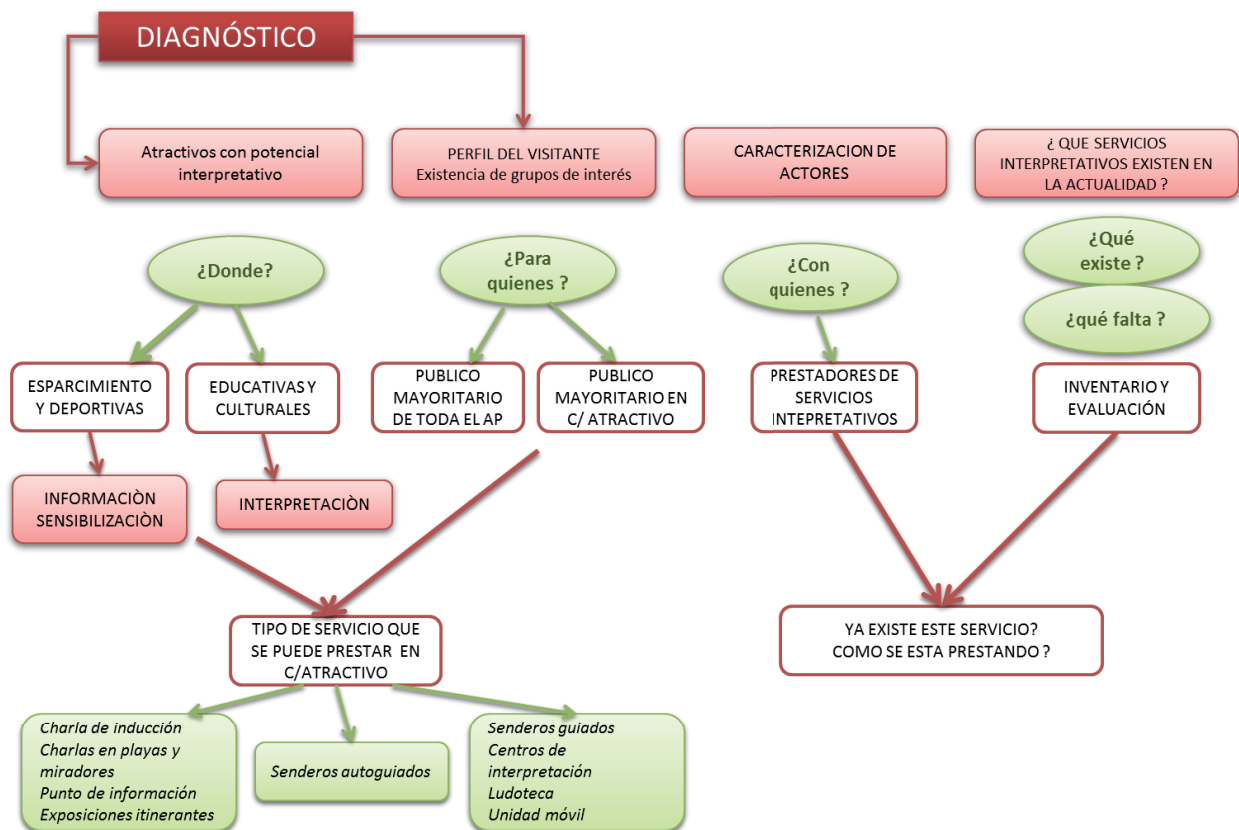 DIAGNÓSTICO
Atractivos con potencial
interpretativo
PERFIL DEL VISITANTE
Existencia de grupos de interés
CARACTERIZACION DE
ACTORES
¿ QUE SERVICIOS
INTERPRETATIVOS EXISTEN EN
LA ACTUALIDAD ?
¿Donde?
¿Para
quienes ?
¿Con
quienes ?
¿Qué
existe ?
¿qué falta ?
ESPARCIMIENTO
Y DEPORTIVAS
EDUCATIVAS Y
CULTURALES
PUBLICO
MAYORITARIO
DE TODA EL AP
PUBLICO
MAYORITARIO EN
C/ ATRACTIVO
PRESTADORES DE
SERVICIOS
INTEPRETATIVOS
INVENTARIO Y
EVALUACIÓN
INFORMACIÒN
SENSIBILIZACIÒN
INTERPRETACIÒN
TIPO DE SERVICIO QUE
SE PUEDE PRESTAR EN
C/ATRACTIVO
YA EXISTE ESTE SERVICIO?
COMO SE ESTA PRESTANDO ?
Charla de inducción
Charlas en playas y
miradores
Punto de información
Exposiciones itinerantes
Senderos autoguiados
Senderos guiados
Centros de
interpretación
Ludoteca
Unidad móvil